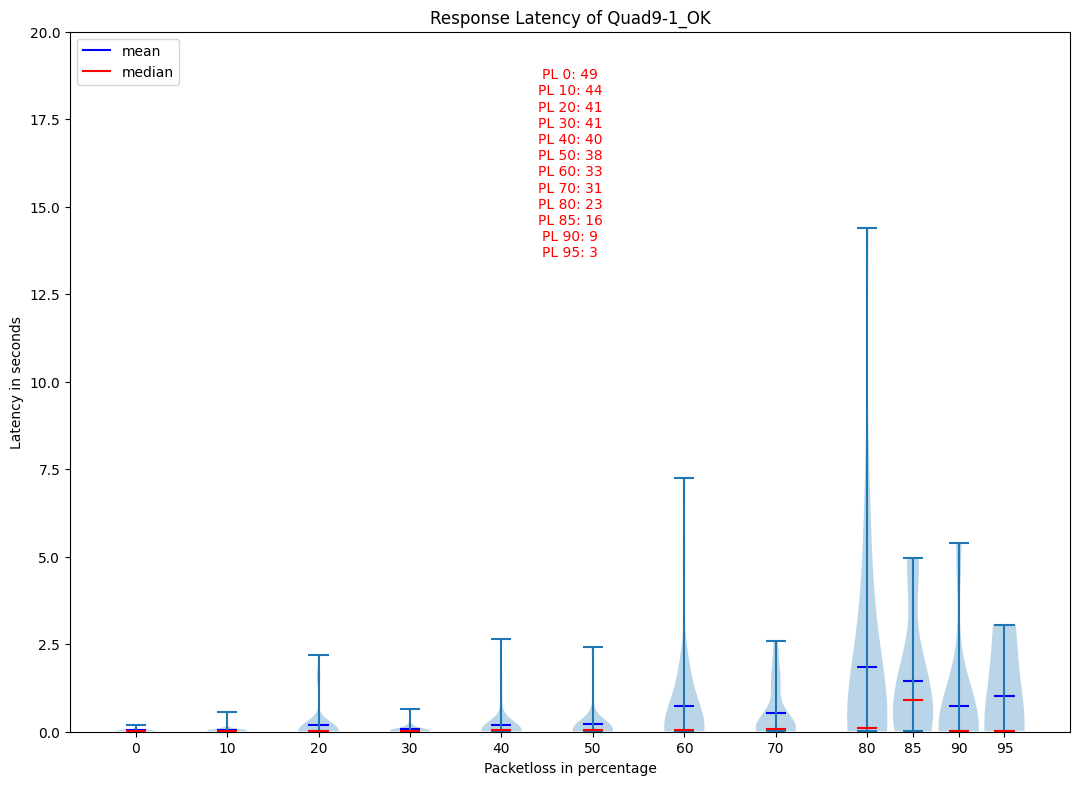 Response Latency of Quad9-1_OK
mean
median
PL 0: 49
PL 10: 44
PL 20: 41
PL 30: 41
PL 40: 40
PL 50: 38
PL 60: 33
PL 70: 31
PL 80: 23
PL 85: 16
PL 90: 9
PL 95: 3
Latency in seconds
20.0
17.5
15.0
12.5
10.0
7.5
5.0
2.5
0.0
0 10 20 30 40 50 60 70 80 85 90 95
Packetloss in percentage